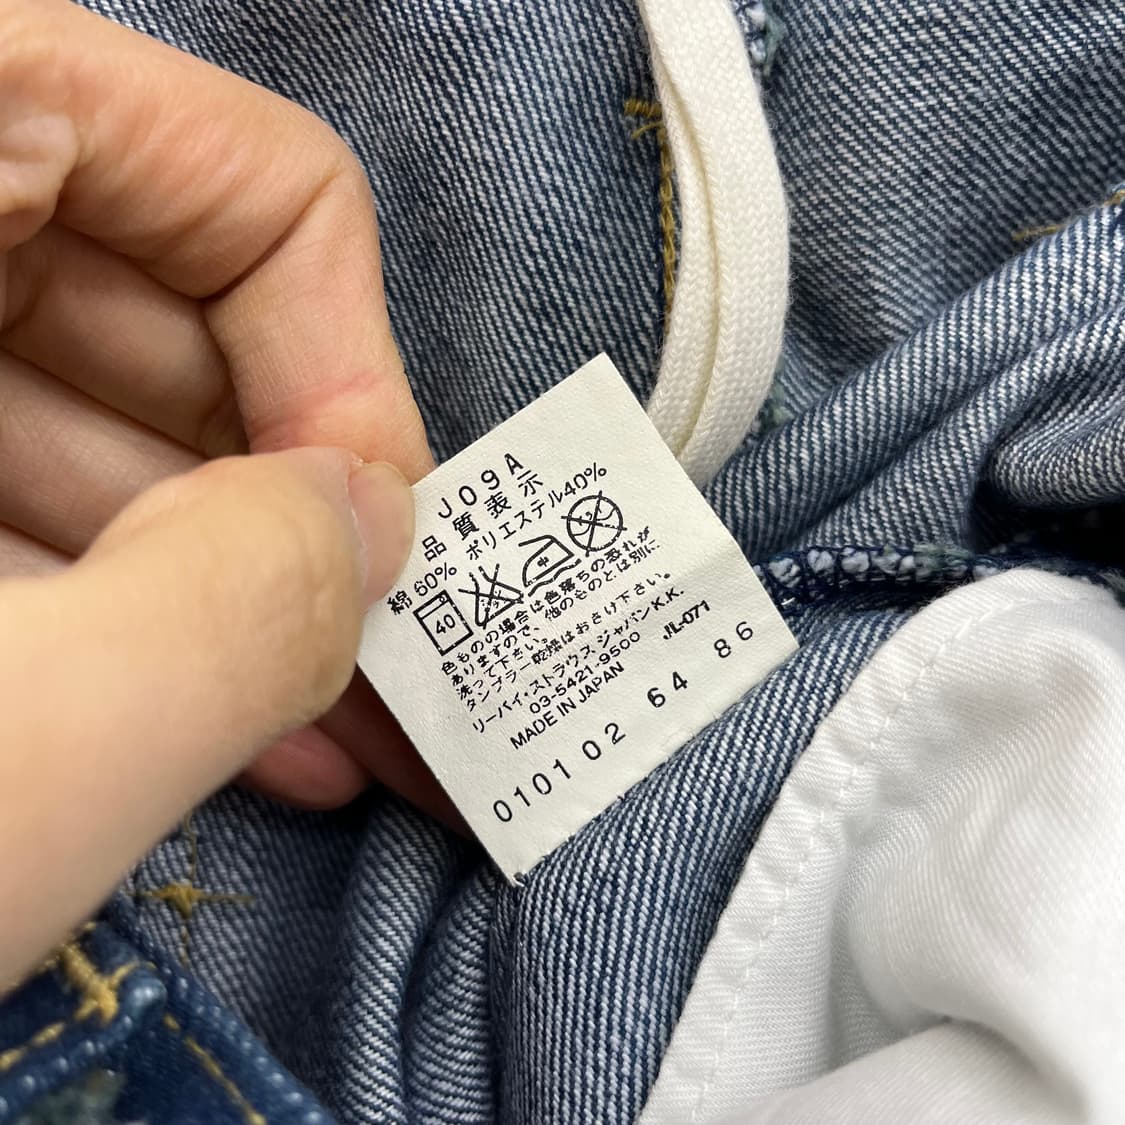 J09A
品質表示
綿60% ポリエステル40%
40 中
色ものの場合は色落ちの恐れが
ありますので、他のものとは別に
洗って下さい。
タンブラー乾燥はおさけ下さい。
リーバイ・ストラウス ジャパンK.K.
03-5421-9500 JL-071
MADE IN JAPAN
0101 02 64 86